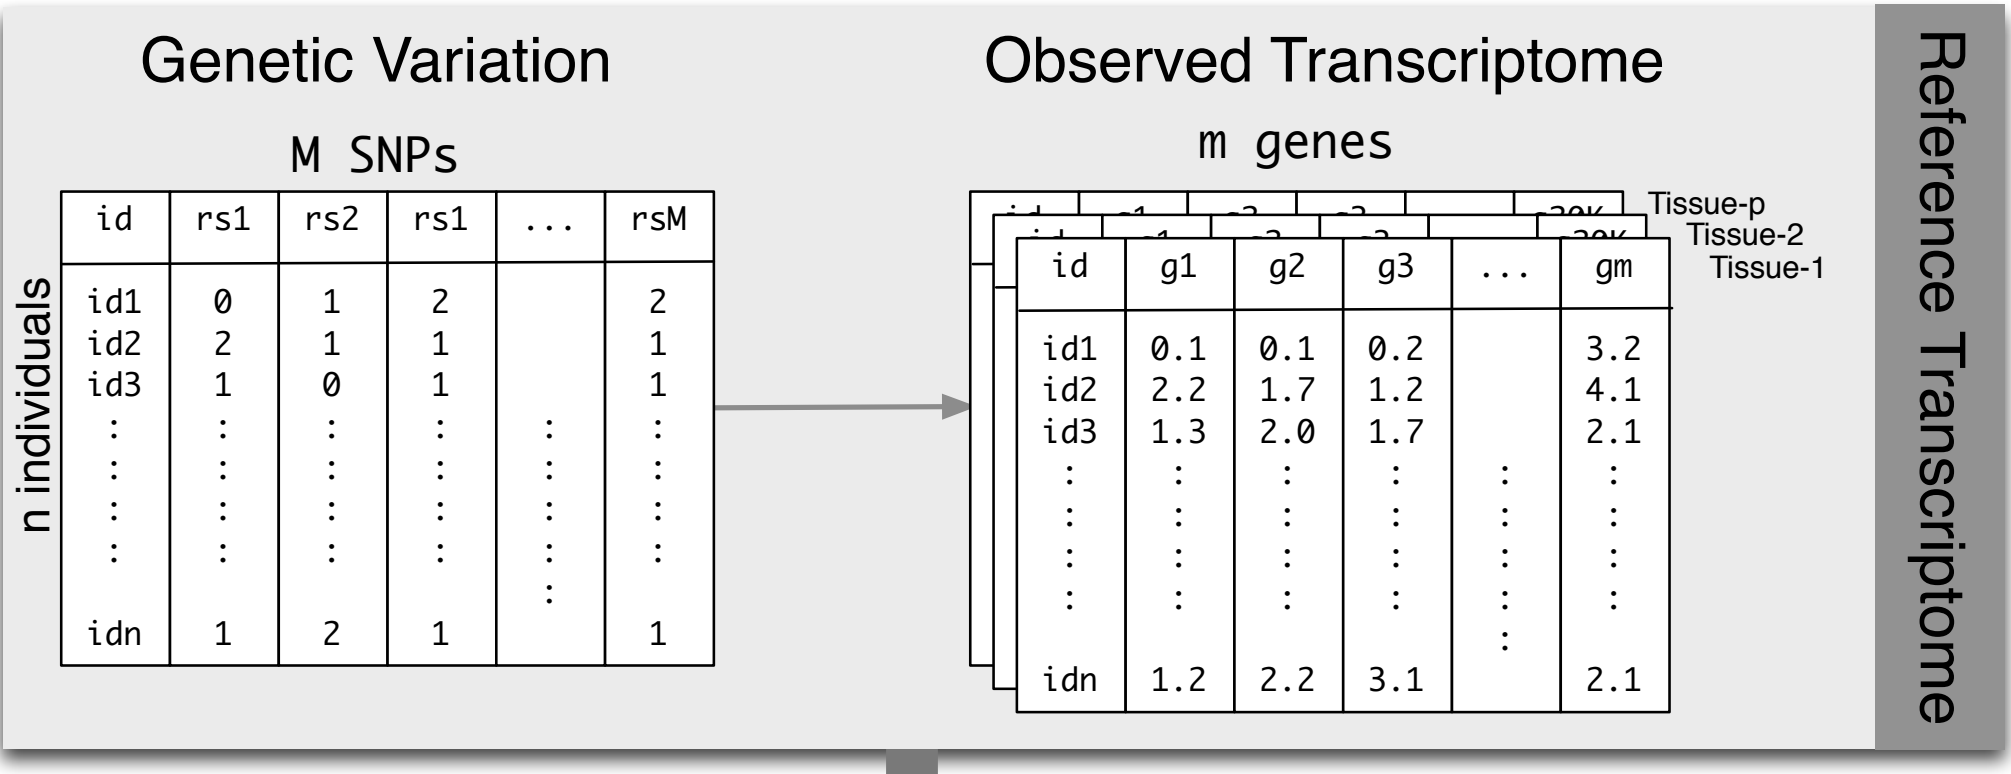 Genetic Variation
M SNPs
n individuals
id rs1 rs2 rs1 ... rsM
id1 0 1 2 2
id2 2 1 1 1
id3 1 0 1 1
: : : : : :
: : : : : :
: : : : : :
: : : : : :
:
idn 1 2 1 1
Observed Transcriptome
m genes
Tissue-p
Tissue-2
Tissue-1
id g1 g2 g3 ... gm
id1 0.1 0.1 0.2 3.2
id2 2.2 1.7 1.2 4.1
id3 1.3 2.0 1.7 2.1
: : : : : :
: : : : : :
: : : : : :
: : : : : :
:
idn 1.2 2.2 3.1 2.1
Reference Transcriptome